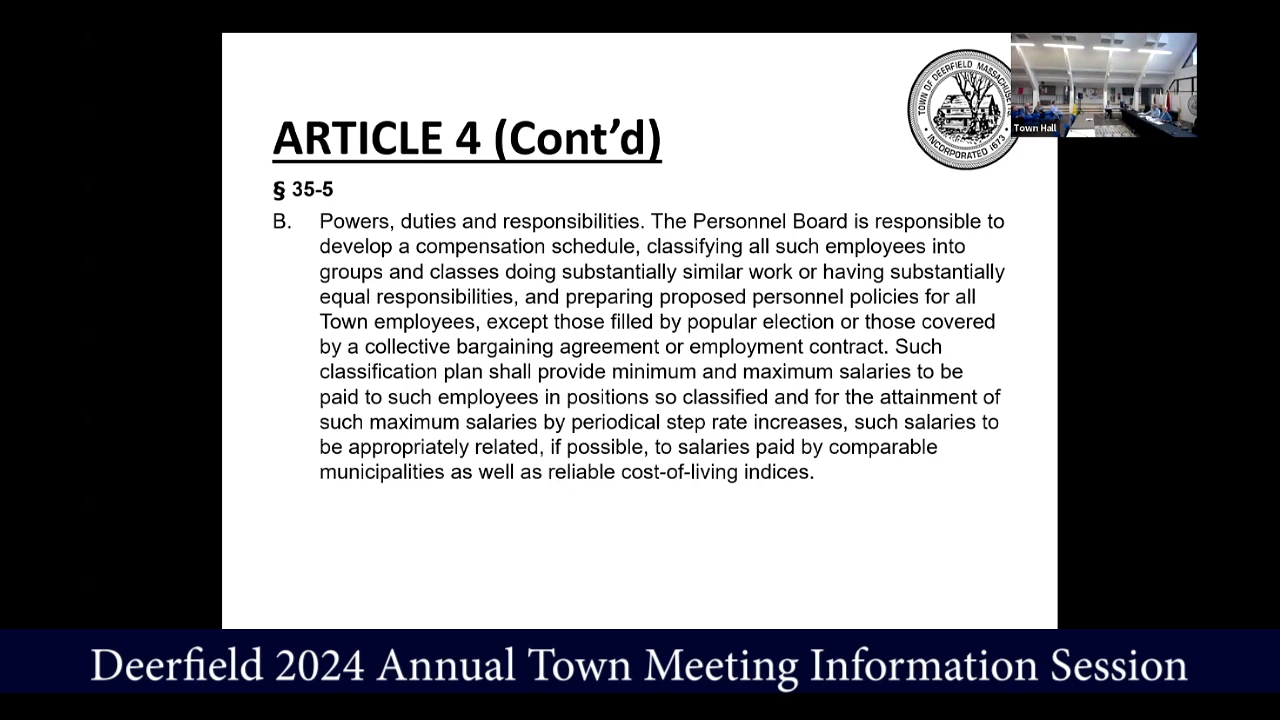 TOWN OF DEERFIELD MASSACHUS
INCORPORATED 1673
Town Hall
ARTICLE 4 (Cont’d)
§ 35-5
B. Powers, duties and responsibilities. The Personnel Board is responsible to
develop a compensation schedule, classifying all such employees into
groups and classes doing substantially similar work or having substantially
equal responsibilities, and preparing proposed personnel policies for all
Town employees, except those filled by popular election or those covered
by a collective bargaining agreement or employment contract. Such
classification plan shall provide minimum and maximum salaries to be
paid to such employees in positions so classified and for the attainment of
such maximum salaries by periodical step rate increases, such salaries to
be appropriately related, if possible, to salaries paid by comparable
municipalities as well as reliable cost-of-living indices.
Deerfield 2024 Annual Town Meeting Information Session